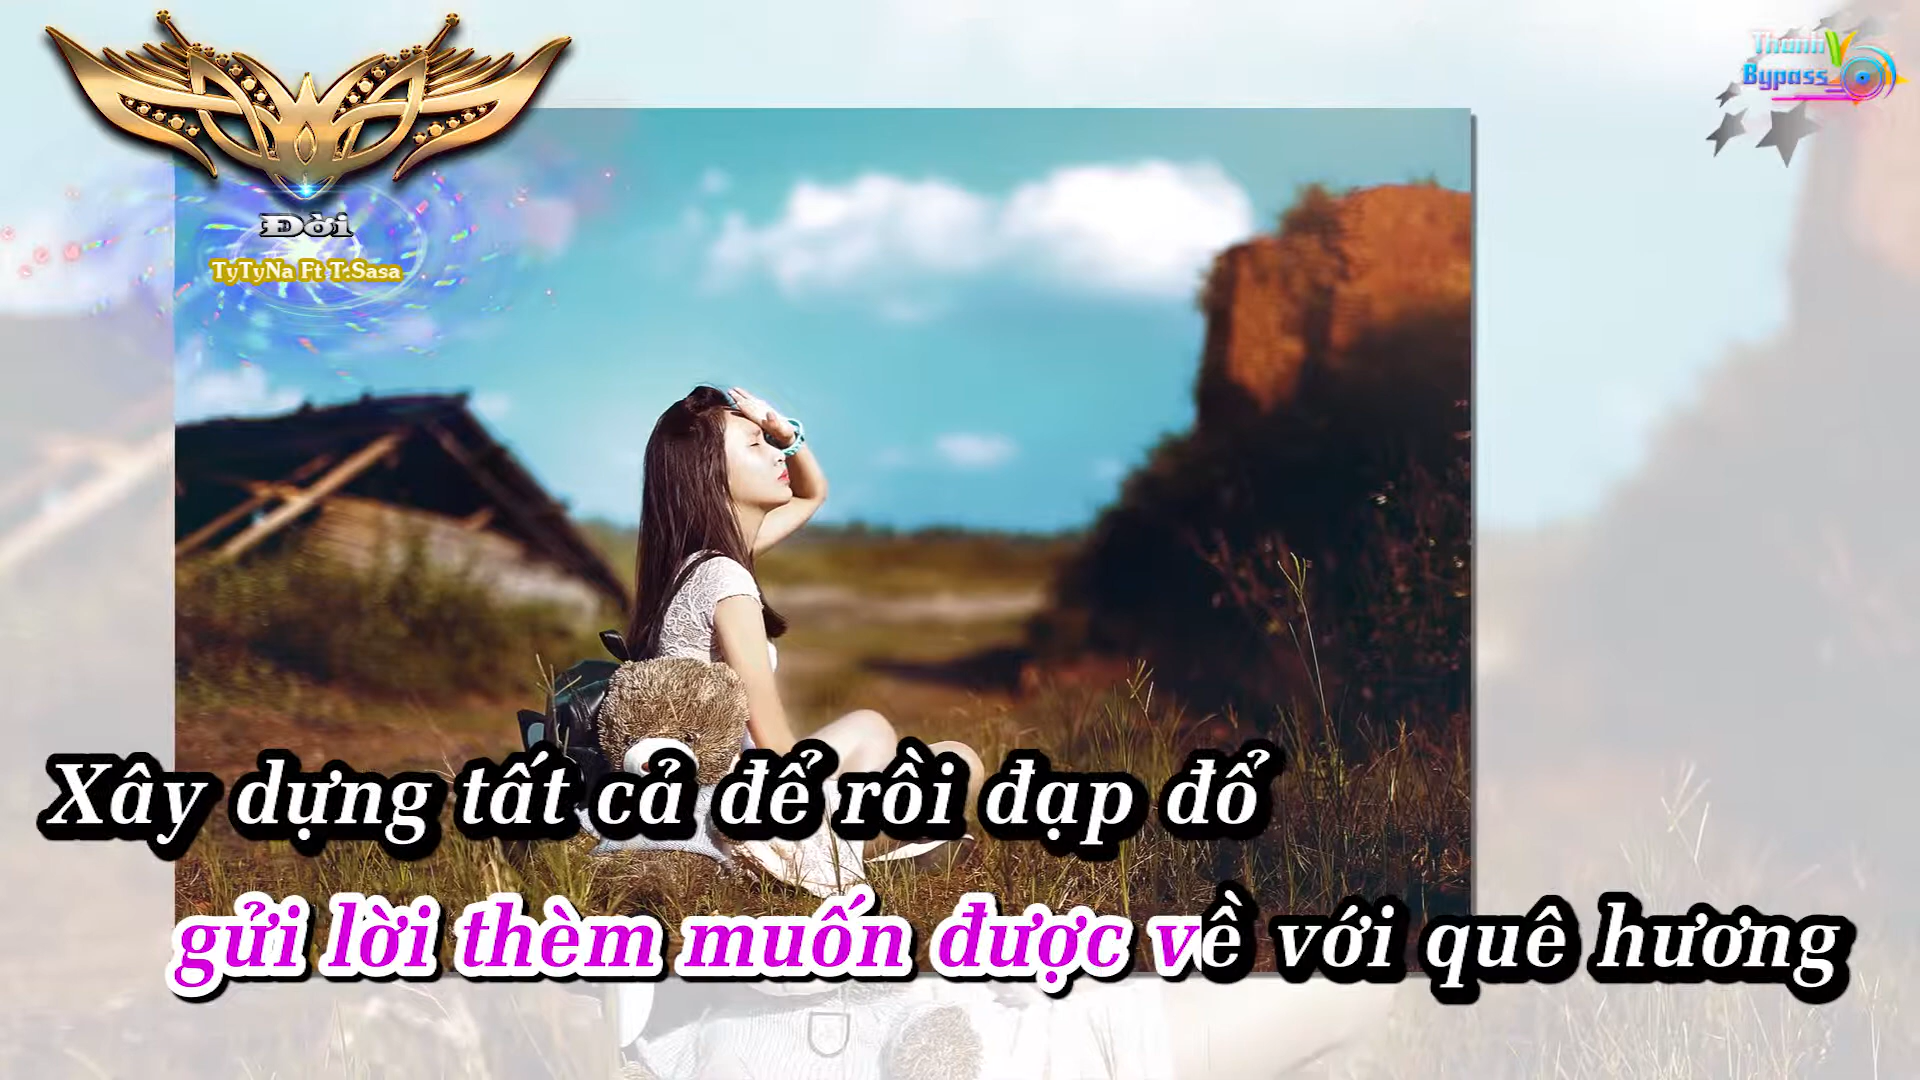 Thanh V
Bypass
Đời
TyTyNa Ft T.Sasa
Xây dựng tất cả để rồi đạp đổ
gửi lời thèm muốn được về với quê hương